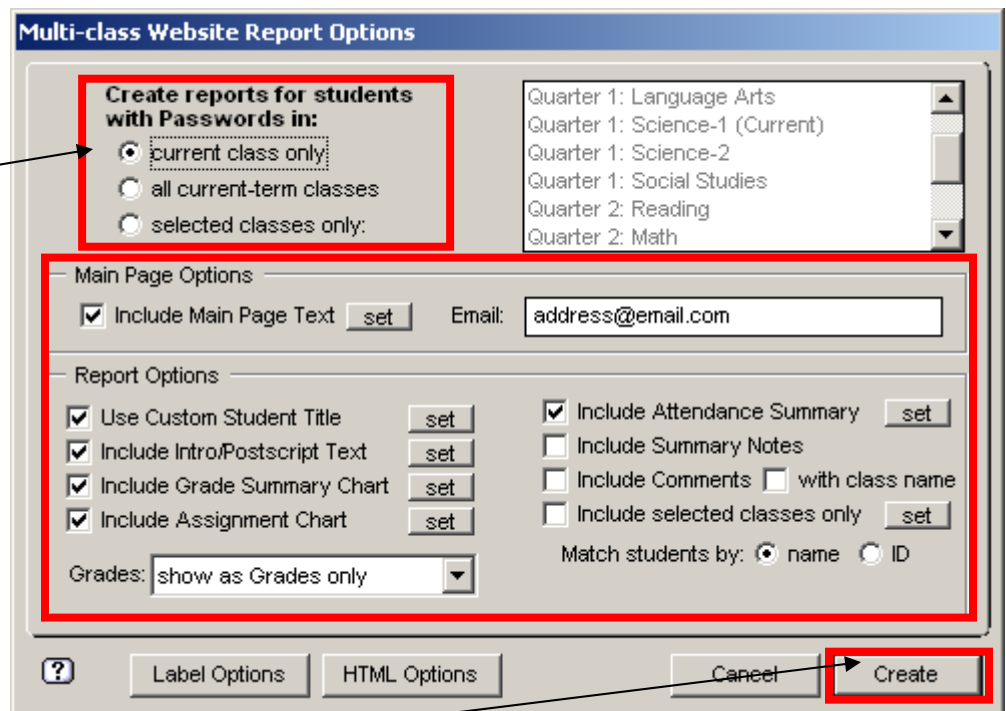 Multi-class Website Report Options
Create reports for students
with Passwords in:
current class only
all current-term classes
selected classes only:
Quarter 1: Language Arts
Quarter 1: Science-1 (Current)
Quarter 1: Science-2
Quarter 1: Social Studies
Quarter 2: Reading
Quarter 2: Math
Main Page Options
Include Main Page Text set Email: address@email.com
Report Options
Use Custom Student Title set
Include Intro/Postscript Text set
Include Grade Summary Chart set
Include Assignment Chart set
Grades: show as Grades only
Include Attendance Summary set
Include Summary Notes
Include Comments with class name
Include selected classes only set
Match students by: name ID
? Label Options HTML Options Cancel Create